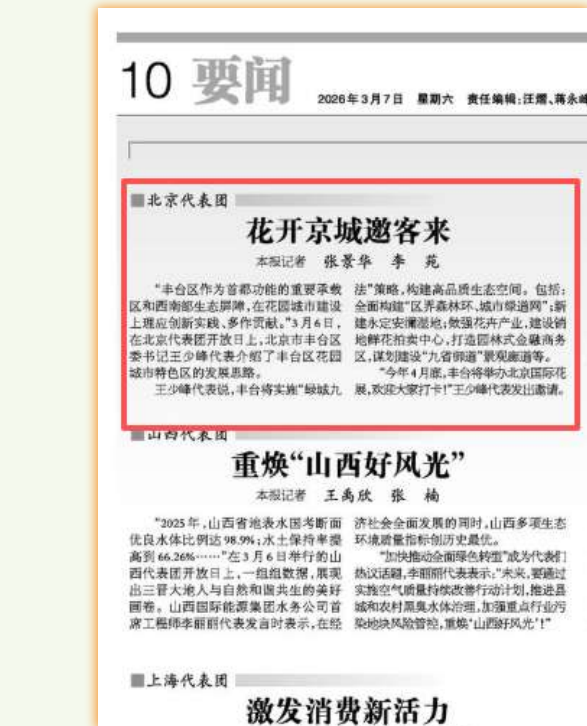 10 要闻
2026年3月7日 星期六 责任编辑:汪熠、蒋永峰
■北京代表团
花开京城邀客来
本报记者 张景华 李苑
“丰台区作为首都功能的重要承载
区和西南部生态屏障,在花园城市建设
上理应创新实践、多作贡献。”3月6日,
在北京代表团开放日上,北京市丰台区
委书记王少峰代表介绍了丰台区花园
城市特色区的发展思路。
王少峰代表说,丰台将实施“绿城九
法”策略,构建高品质生态空间。包括:
全面构建“区界森林环、城市绿道网”;新
建永定安澜湿地;做强花卉产业,建设销
地鲜花拍卖中心,打造园林式金融商务
区,谋划建设“九省御道”景观廊道等。
“今年4月底,丰台将举办北京国际花
展,欢迎大家打卡!”王少峰代表发出邀请。
■山西代表团
重焕“山西好风光”
本报记者 王禹欣 张楠
“2025年,山西省地表水国考断面
优良水体比例达98.9%;水土保持率提
高到66.26%……”在3月6日举行的山
西代表团开放日上,一组组数据,展现
出三晋大地人与自然和谐共生的美好
画卷。山西国际能源集团水务公司首
席工程师李丽丽代表发言时表示,在经
济社会全面发展的同时,山西多项生态
环境质量指标创历史最优。
“加快推动全面绿色转型”成为代表们
热议话题,李丽丽代表表示:“未来,要通过
实施空气质量持续改善行动计划,推进县
城和农村黑臭水体治理,加强重点行业污
染地块风险管控,重焕‘山西好风光’!”
■上海代表团
激发消费新活力